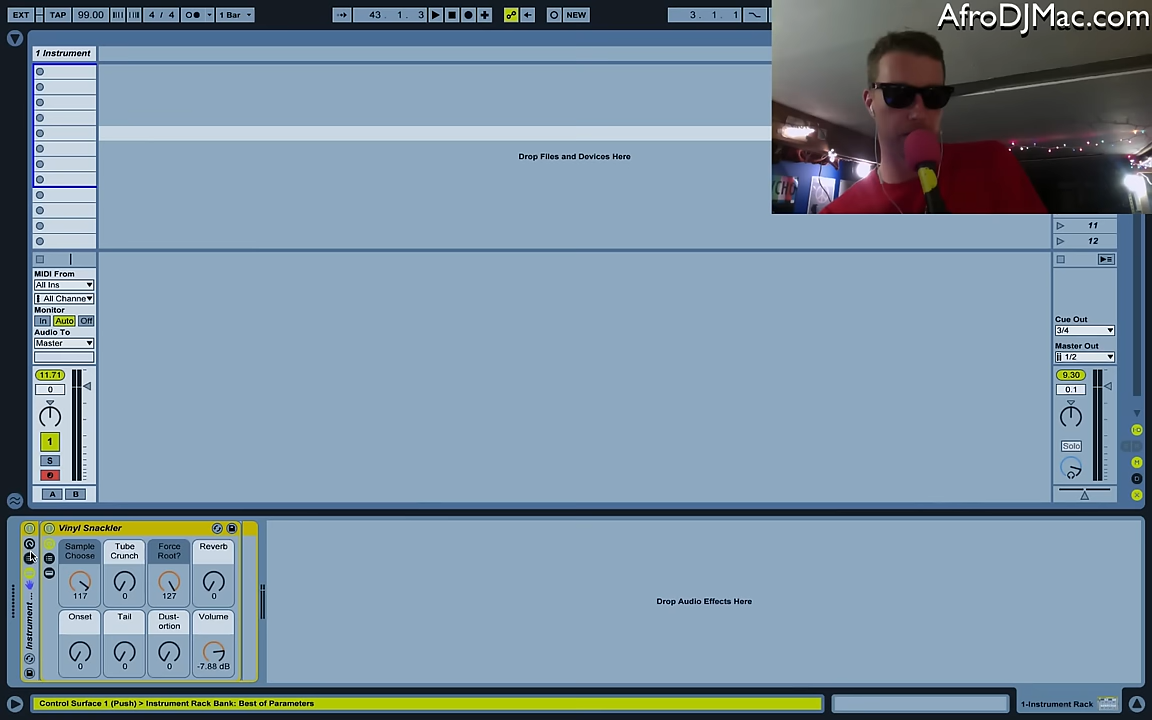 AfroDJMac.com
EXT TAP 99.00 4 / 4 1 Bar 43. 1. 3 NEW 3. 1. 1
1 Instrument
Drop Files and Devices Here
11
12
MIDI From
All Ins
All Channe
Monitor
In Auto Off
Audio To
Master
11.71
0
1
S
A B
Cue Out
3/4
Master Out
1/2
9.30
0.1
Solo
Vinyl Snackler
Sample Choose Tube Crunch Force Root? Reverb
117 0 127 0
Onset Tail Dust-ortion Volume
0 0 0 -7.88 dB
Instrument ...
Drop Audio Effects Here
Control Surface 1 (Push) > Instrument Rack Bank: Best of Parameters
1-Instrument Rack